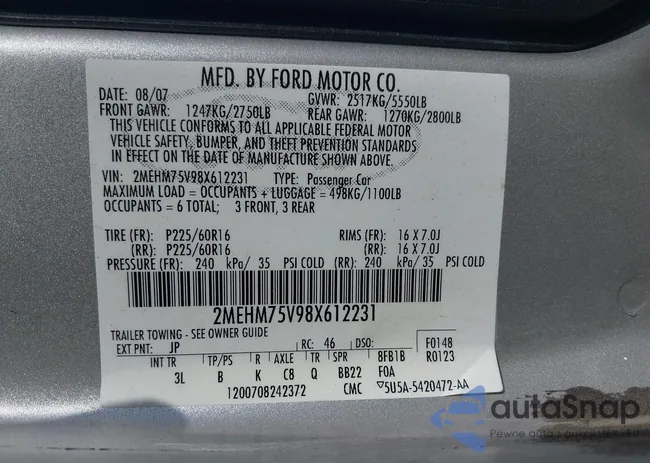 MFD. BY FORD MOTOR CO.
DATE: 08/07 GVWR: 2517KG/5550LB
FRONT GAWR: 1247KG/2750LB REAR GAWR: 1270KG/2800LB
THIS VEHICLE CONFORMS TO ALL APPLICABLE FEDERAL MOTOR
VEHICLE SAFETY, BUMPER, AND THEFT PREVENTION STANDARDS
IN EFFECT ON THE DATE OF MANUFACTURE SHOWN ABOVE.
VIN: 2MEHM75V98X612231 TYPE: Passenger Car
MAXIMUM LOAD = OCCUPANTS + LUGGAGE = 498KG/1100LB
OCCUPANTS = 6 TOTAL; 3 FRONT, 3 REAR
TIRE (FR): P225/60R16 RIMS (FR): 16 X 7.0J
(RR): P225/60R16 (RR): 16 X 7.0J
PRESSURE (FR): 240 kPa/ 35 PSI COLD (RR): 240 kPa/ 35 PSI COLD
2MEHM75V98X612231
TRAILER TOWING - SEE OWNER GUIDE
EXT PNT: JP RC: 46 DSO: F0148
INT TR TP/PS R AXLE TR SPR 8FB1B R0123
3L B K C8 Q BB22 F0A
1200708242372 CMC ▽5U5A-5420472-AA
autoSnap
Pewne auto